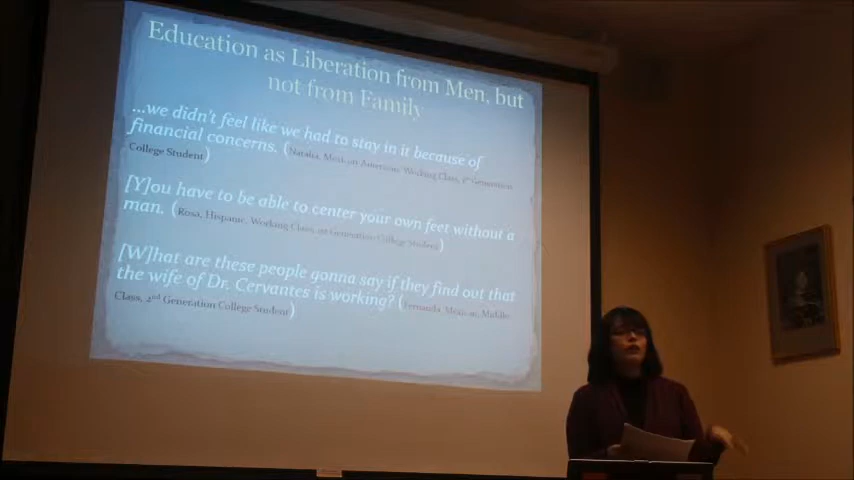 Education as Liberation from Men, but
not from Family
...we didn't feel like we had to stay in it because of
financial concerns. (Natalia, Mexican American, Working Class, 1st Generation
College Student)
[Y]ou have to be able to center your own feet without a
man. (Rosa, Hispanic, Working Class, Generation College Student)
[W]hat are these people gonna say if they find out that
the wife of Dr. Cervantes is working? (Fernanda, Mexican, Middle
Class, 2nd Generation College Student)